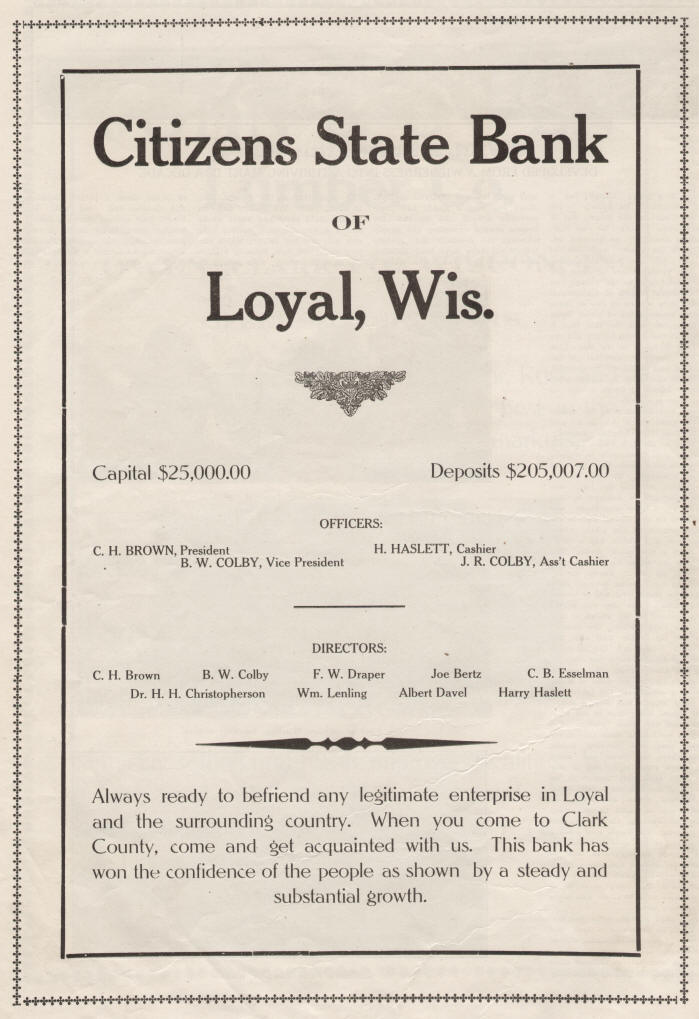 Citizens State Bank
OF
Loyal, Wis.
Capital $25,000.00 Deposits $205,007.00
OFFICERS:
C. H. BROWN, President H. HASLETT, Cashier
B. W. COLBY, Vice President J. R. COLBY, Ass't Cashier
DIRECTORS:
C. H. Brown B. W. Colby F. W. Draper Joe Bertz C. B. Esselman
Dr. H. H. Christopherson Wm. Lenling Albert Davel Harry Haslett
Always ready to befriend any legitimate enterprise in Loyal
and the surrounding country. When you come to Clark
County, come and get acquainted with us. This bank has
won the confidence of the people as shown by a steady and
substantial growth.